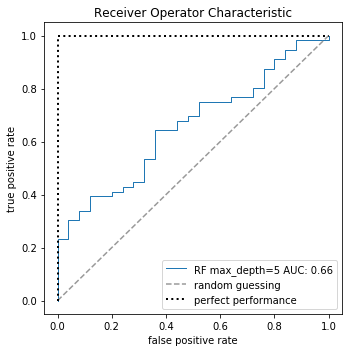 Receiver Operator Characteristic
true positive rate
1.0
0.8
0.6
0.4
0.2
0.0
RF max_depth=5 AUC: 0.66
random guessing
perfect performance
0.0 0.2 0.4 0.6 0.8 1.0
false positive rate